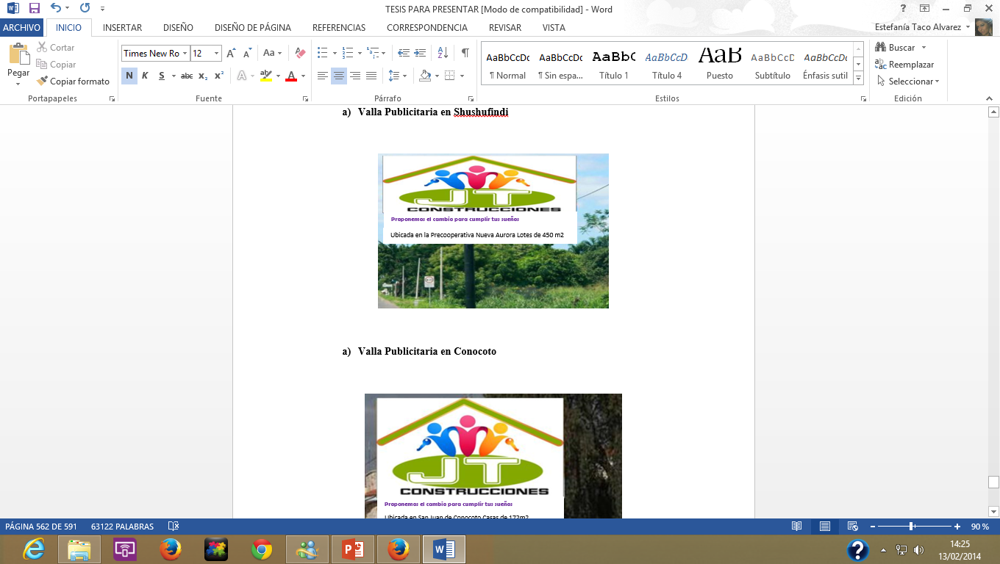 TESIS PARA PRESENTAR [Modo de compatibilidad] - Word
ARCHIVO INICIO INSERTAR DISEÑO DISEÑO DE PÁGINA REFERENCIAS CORRESPONDENCIA REVISAR VISTA Estefanía Taco Alvarez
Pegar
Cortar
Copiar
Copiar formato
Portapapeles
Times New Ro 12
N K S abc x₂ x²
Fuente
Párrafo
AaBbCcDc AaBbCcDc AaBbC AaBbCcD AaB AaBbCcD AaBbCcDc
¶ Normal ¶ Sin espa... Título 1 Título 4 Puesto Subtítulo Énfasis sutil
Estilos
Buscar
Reemplazar
Seleccionar
Edición
a) Valla Publicitaria en Shushufindi
JT
CONSTRUCCIONES
Proponemos el cambio para cumplir tus sueños
Ubicada en la Precooperativa Nueva Aurora Lotes de 450 m2
a) Valla Publicitaria en Conocoto
JT
CONSTRUCCIONES
Proponemos el cambio para cumplir tus sueños
Ubicada en San Juan de Conocoto Casas de 172m2
PÁGINA 562 DE 591 63122 PALABRAS 90 %
14:25
13/02/2014